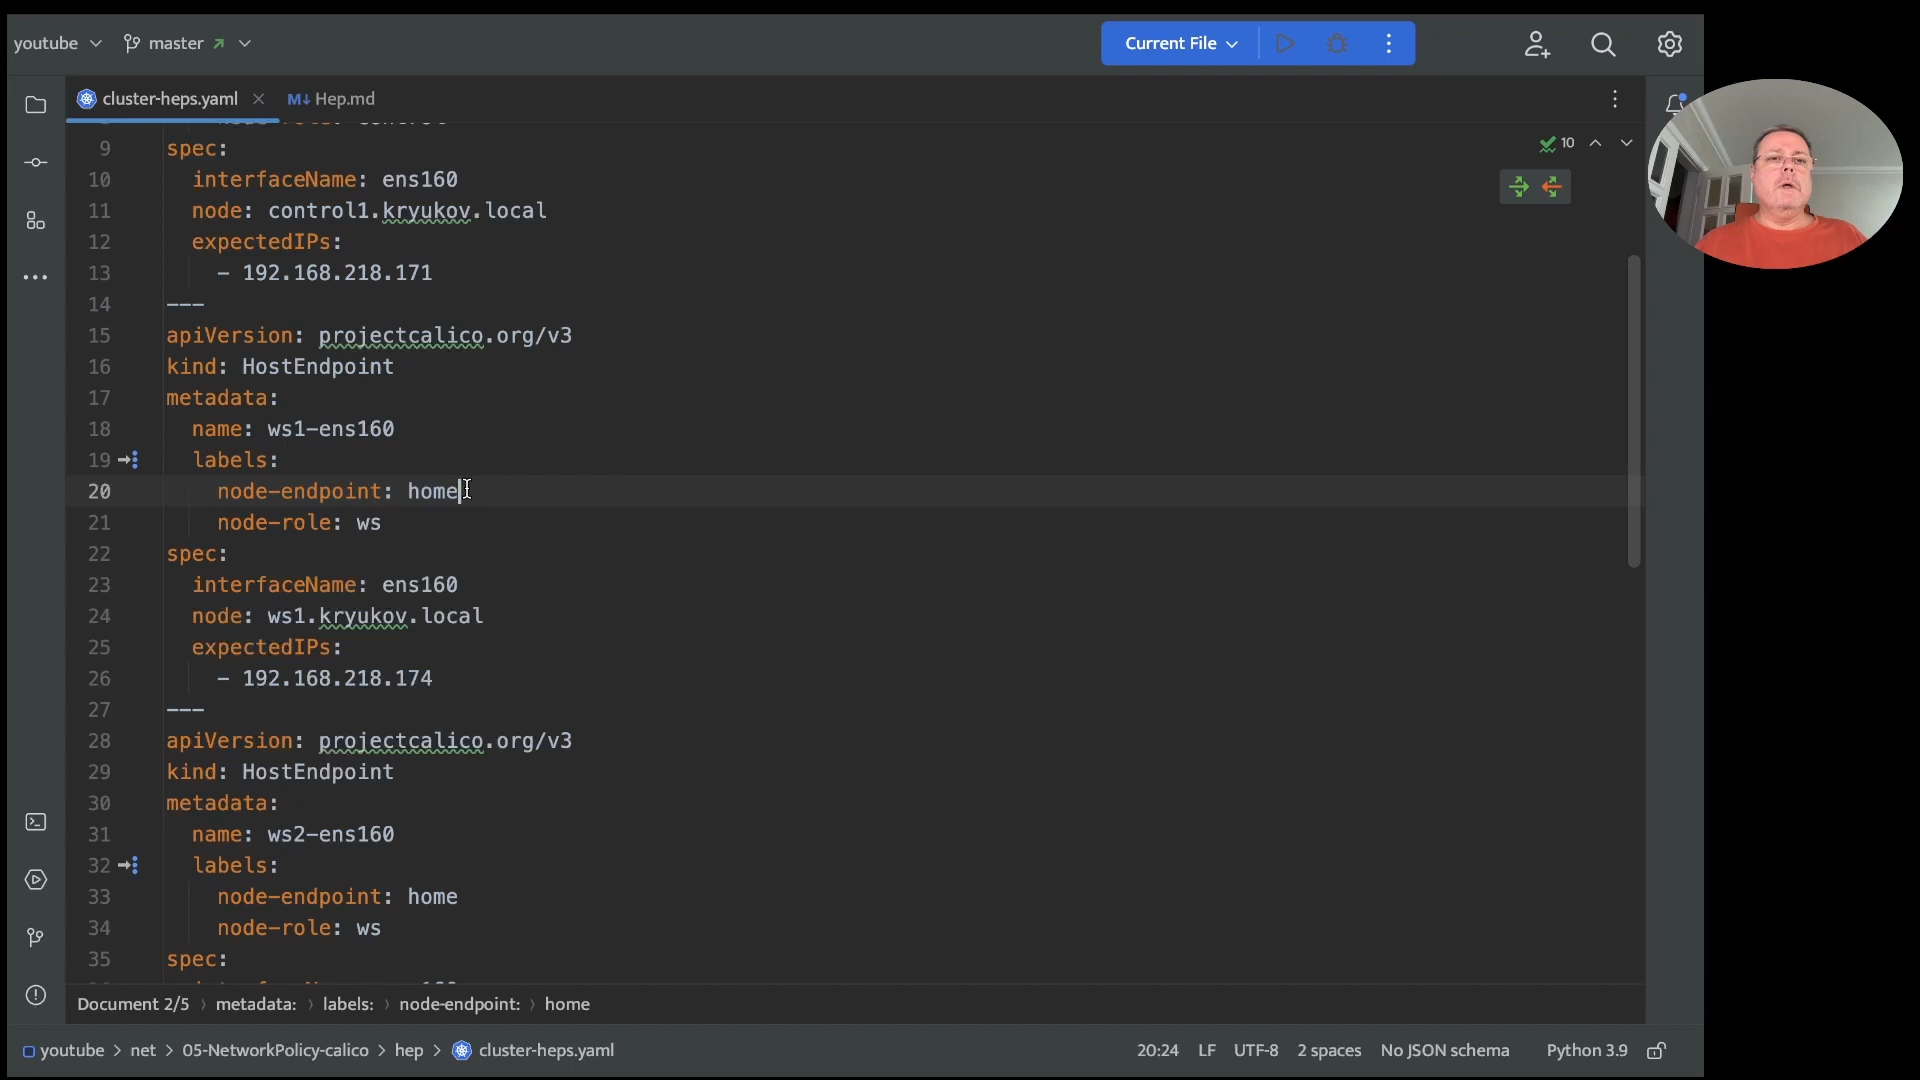 youtube master Current File
cluster-heps.yaml Hep.md
9 spec: 10
10 interfaceName: ens160
11 node: control1.kryukov.local
12 expectedIPs:
13 - 192.168.218.171
14 ---
15 apiVersion: projectcalico.org/v3
16 kind: HostEndpoint
17 metadata:
18 name: ws1-ens160
19 labels:
20 node-endpoint: home
21 node-role: ws
22 spec:
23 interfaceName: ens160
24 node: ws1.kryukov.local
25 expectedIPs:
26 - 192.168.218.174
27 ---
28 apiVersion: projectcalico.org/v3
29 kind: HostEndpoint
30 metadata:
31 name: ws2-ens160
32 labels:
33 node-endpoint: home
34 node-role: ws
35 spec:
Document 2/5 › metadata: › labels: › node-endpoint: › home
youtube > net > 05-NetworkPolicy-calico > hep > cluster-heps.yaml 20:24 LF UTF-8 2 spaces No JSON schema Python 3.9